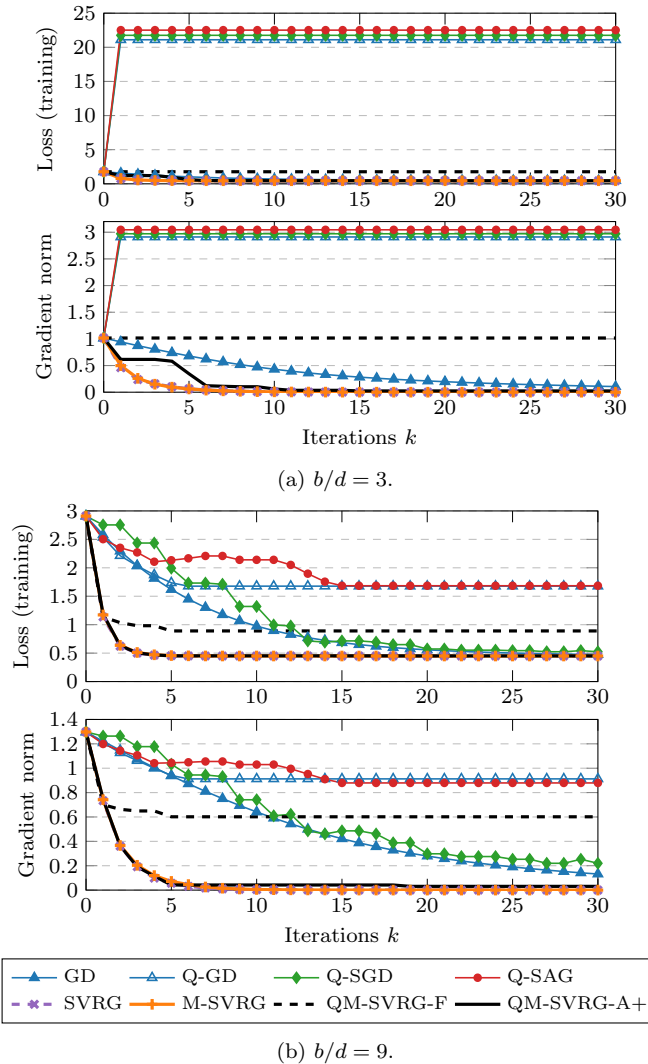 25
20
15
10
5
0
Loss (training)
0 5 10 15 20 25 30
3
2.5
2
1.5
1
0.5
0
Gradient norm
0 5 10 15 20 25 30
Iterations k
(a) b/d = 3.
3
2.5
2
1.5
1
0.5
0
Loss (training)
0 5 10 15 20 25 30
1.4
1.2
1
0.8
0.6
0.4
0.2
0
Gradient norm
0 5 10 15 20 25 30
Iterations k
GD Q-GD Q-SGD Q-SAG
SVRG M-SVRG QM-SVRG-F QM-SVRG-A+
(b) b/d = 9.